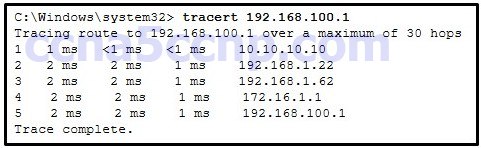 C:\Windows\system32> tracert 192.168.100.1
Tracing route to 192.168.100.1 over a maximum of 30 hops
1 1 ms <1 ms <1 ms 10.10.10.10
2 2 ms 2 ms 1 ms 192.168.1.22
3 2 ms 2 ms 1 ms 192.168.1.62
4 2 ms 2 ms 1 ms 172.16.1.1
5 2 ms 2 ms 1 ms 192.168.100.1
Trace complete.
ccna5ccnp.com